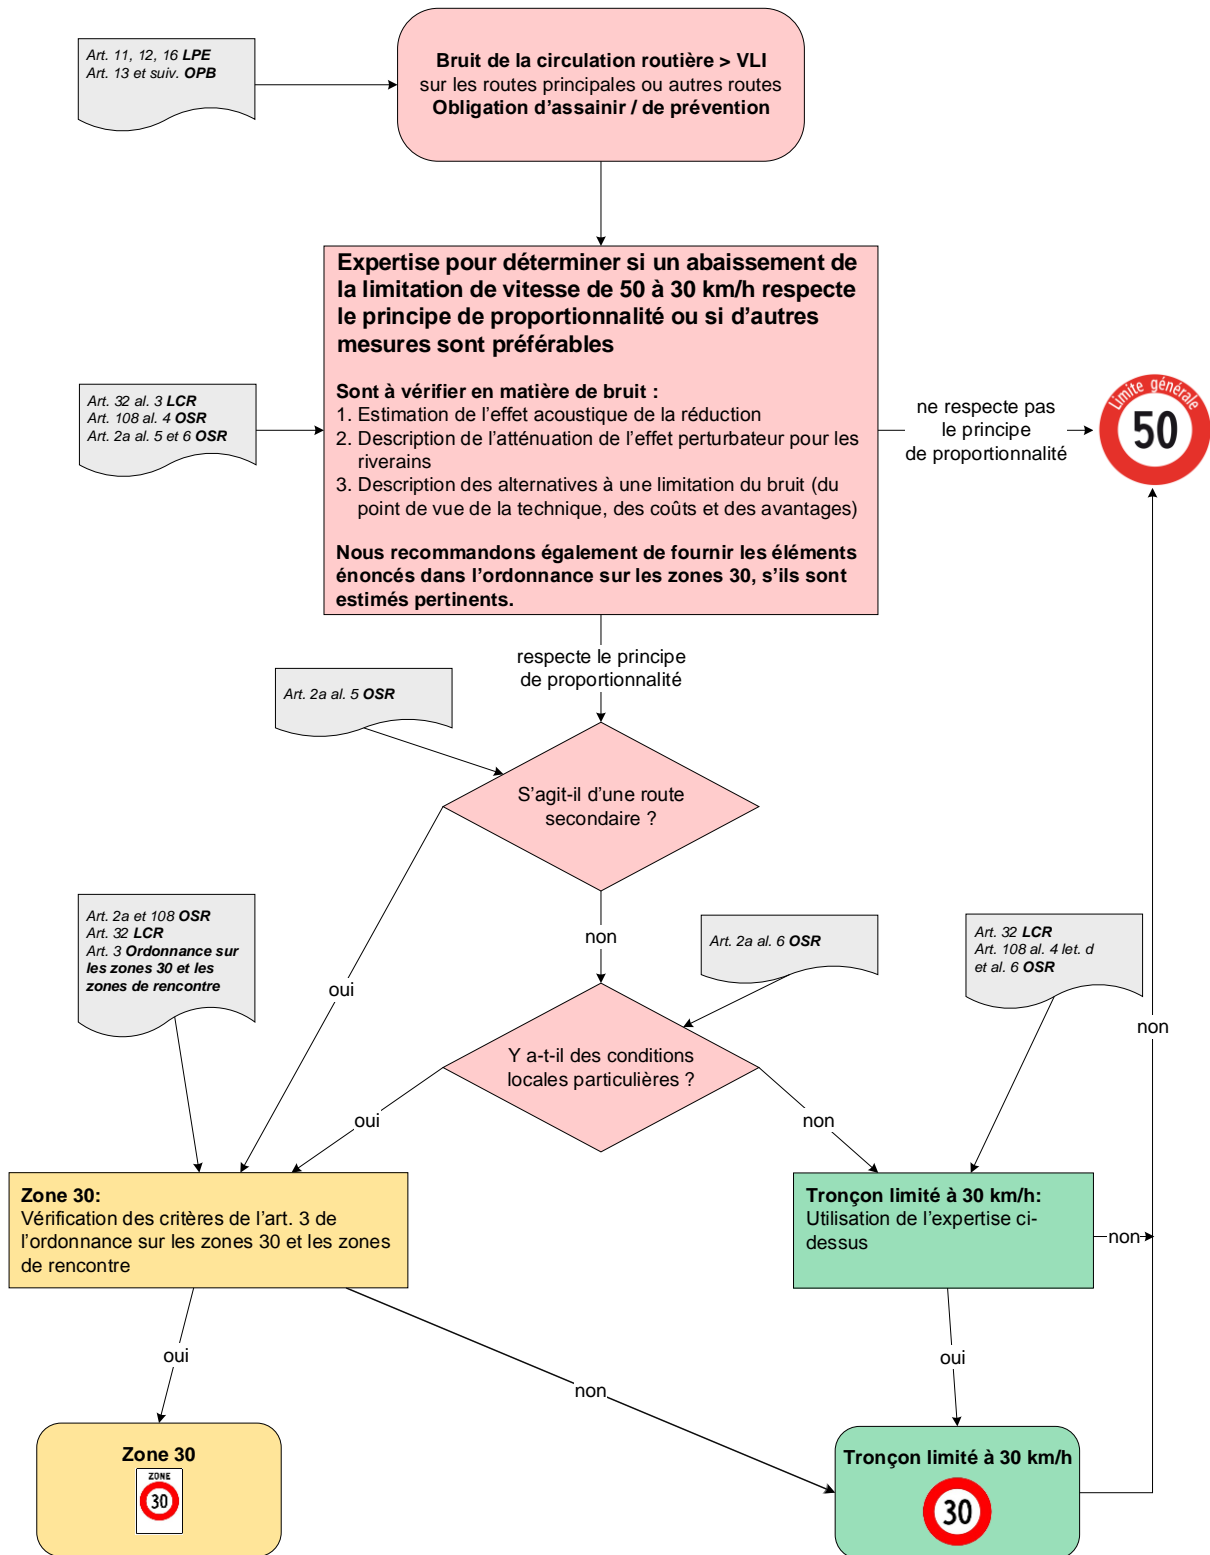 Art. 11, 12, 16 LPE
Art. 13 et suiv. OPB
Bruit de la circulation routière > VLI
sur les routes principales ou autres routes
Obligation d'assainir / de prévention
Expertise pour déterminer si un abaissement de
la limitation de vitesse de 50 à 30 km/h respecte
le principe de proportionnalité ou si d'autres
mesures sont préférables
Sont à vérifier en matière de bruit :
1. Estimation de l'effet acoustique de la réduction
2. Description de l'atténuation de l'effet perturbateur pour les
riverains
3. Description des alternatives à une limitation du bruit (du
point de vue de la technique, des coûts et des avantages)
Nous recommandons également de fournir les éléments
énoncés dans l'ordonnance sur les zones 30, s'ils sont
estimés pertinents.
Art. 32 al. 3 LCR
Art. 108 al. 4 OSR
Art. 2a al. 5 et 6 OSR
ne respecte pas
le principe
de proportionnalité
Limite générale
50
respecte le principe
de proportionnalité
Art. 2a al. 5 OSR
S'agit-il d'une route
secondaire ?
Art. 2a et 108 OSR
Art. 32 LCR
Art. 3 Ordonnance sur
les zones 30 et les
zones de rencontre
oui
non
Art. 2a al. 6 OSR
Art. 32 LCR
Art. 108 al. 4 let. d
et al. 6 OSR
non
Y a-t-il des conditions
locales particulières ?
oui
non
Zone 30:
Vérification des critères de l'art. 3 de
l'ordonnance sur les zones 30 et les zones
de rencontre
Tronçon limité à 30 km/h:
Utilisation de l'expertise ci-
dessus
non
oui
non
oui
Zone 30
ZONE
30
Tronçon limité à 30 km/h
30